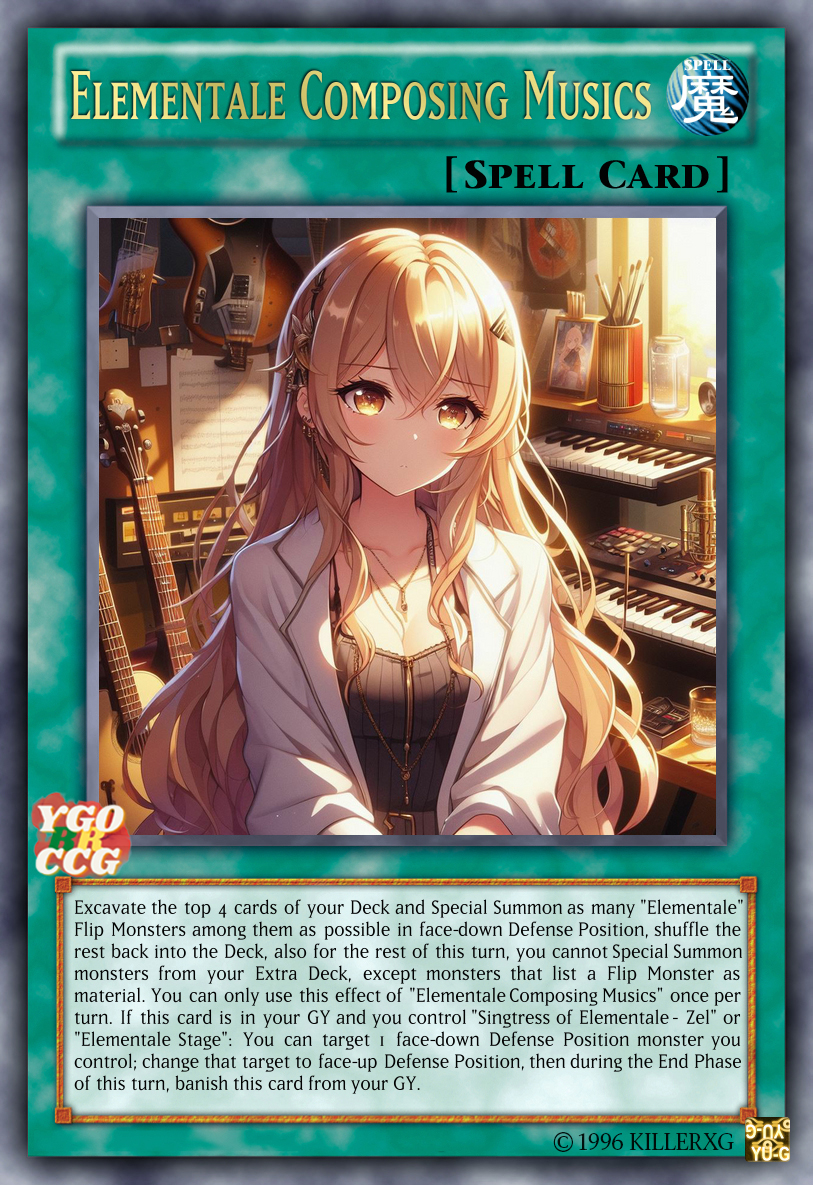 Elementale Composing Musics
SPELL
魔
[Spell Card]
YGO
CCG
Excavate the top 4 cards of your Deck and Special Summon as many "Elementale"
Flip Monsters among them as possible in face-down Defense Position, shuffle the
rest back into the Deck, also for the rest of this turn, you cannot Special Summon
monsters from your Extra Deck, except monsters that list a Flip Monster as
material. You can only use this effect of "Elementale Composing Musics" once per
turn. If this card is in your GY and you control "Singtress of Elementale - Zel" or
"Elementale Stage": You can target 1 face-down Defense Position monster you
control; change that target to face-up Defense Position, then during the End Phase
of this turn, banish this card from your GY.
© 1996 KILLERXG